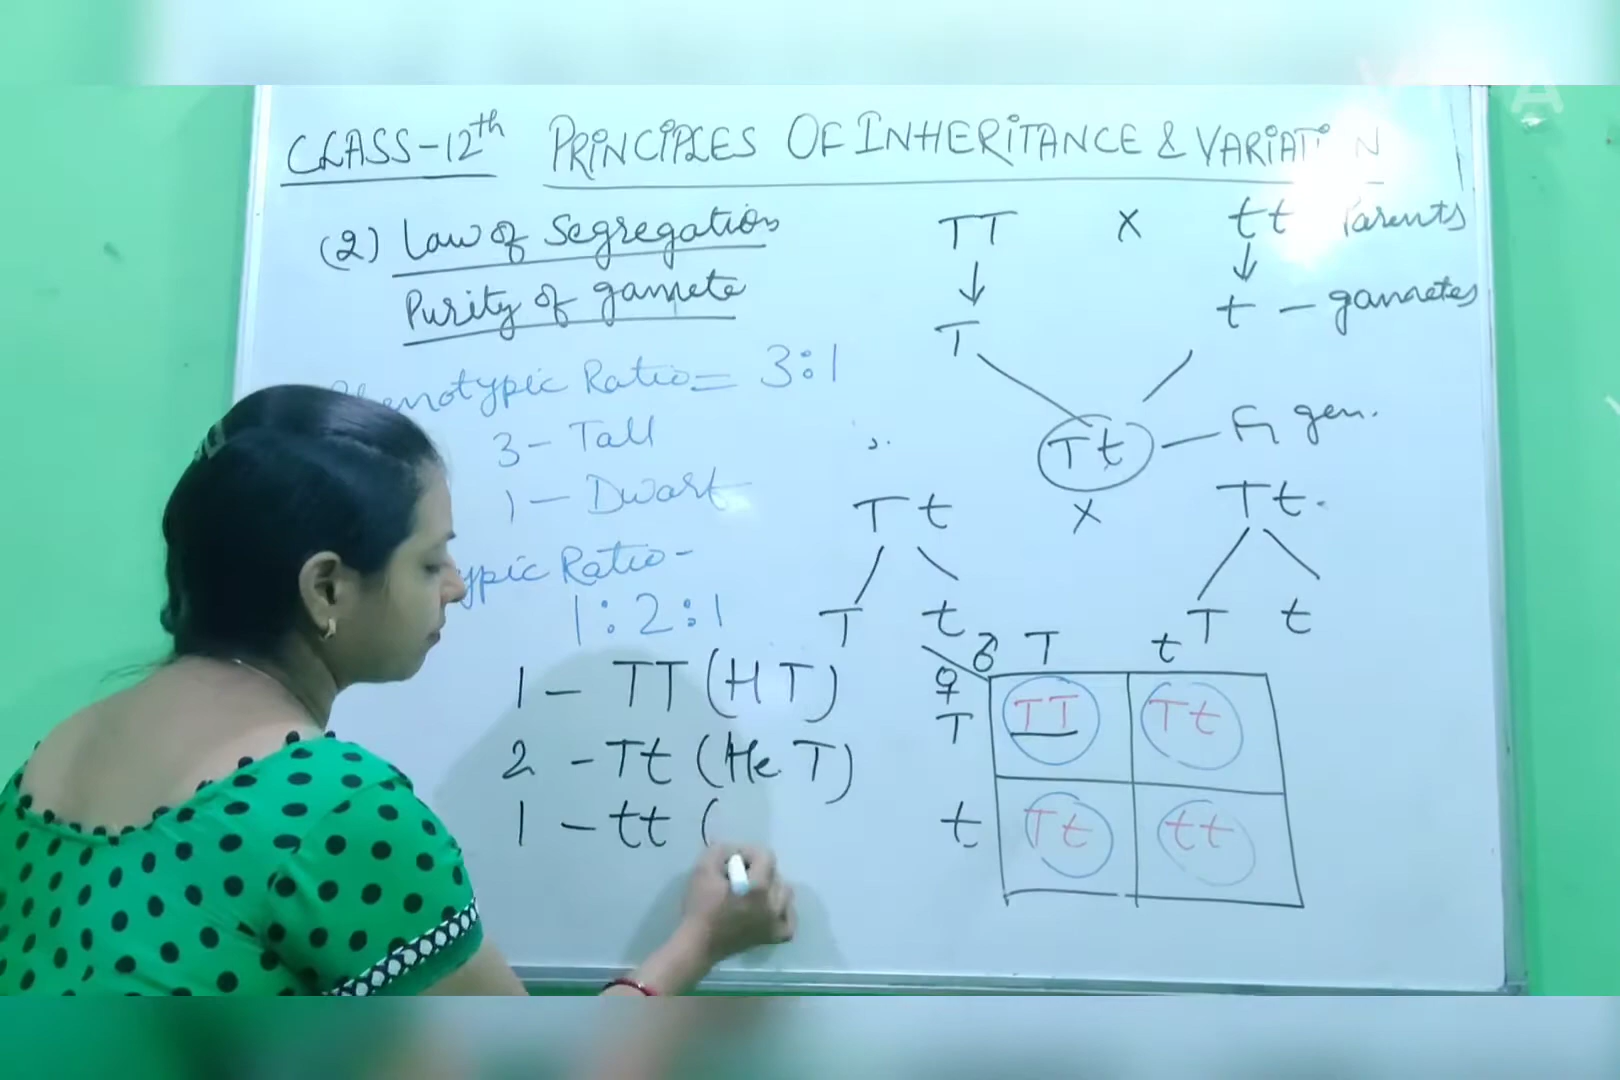 CLASS-12th PRINCIPLES OF INHERITANCE & VARIATI N
(2) Law of Segregation
Purity of gamete
Phenotypic Ratio = 3:1
3 - Tall
1 - Dwarf
ypic Ratio -
1:2:1
1 - TT (HT)
2 - Tt (He T)
1 - tt (
TT X tt Parents
T t - gametes
Tt - F1 gen.
Tt X Tt.
T t T t
♂ T t
♀
T TT Tt
t Tt tt